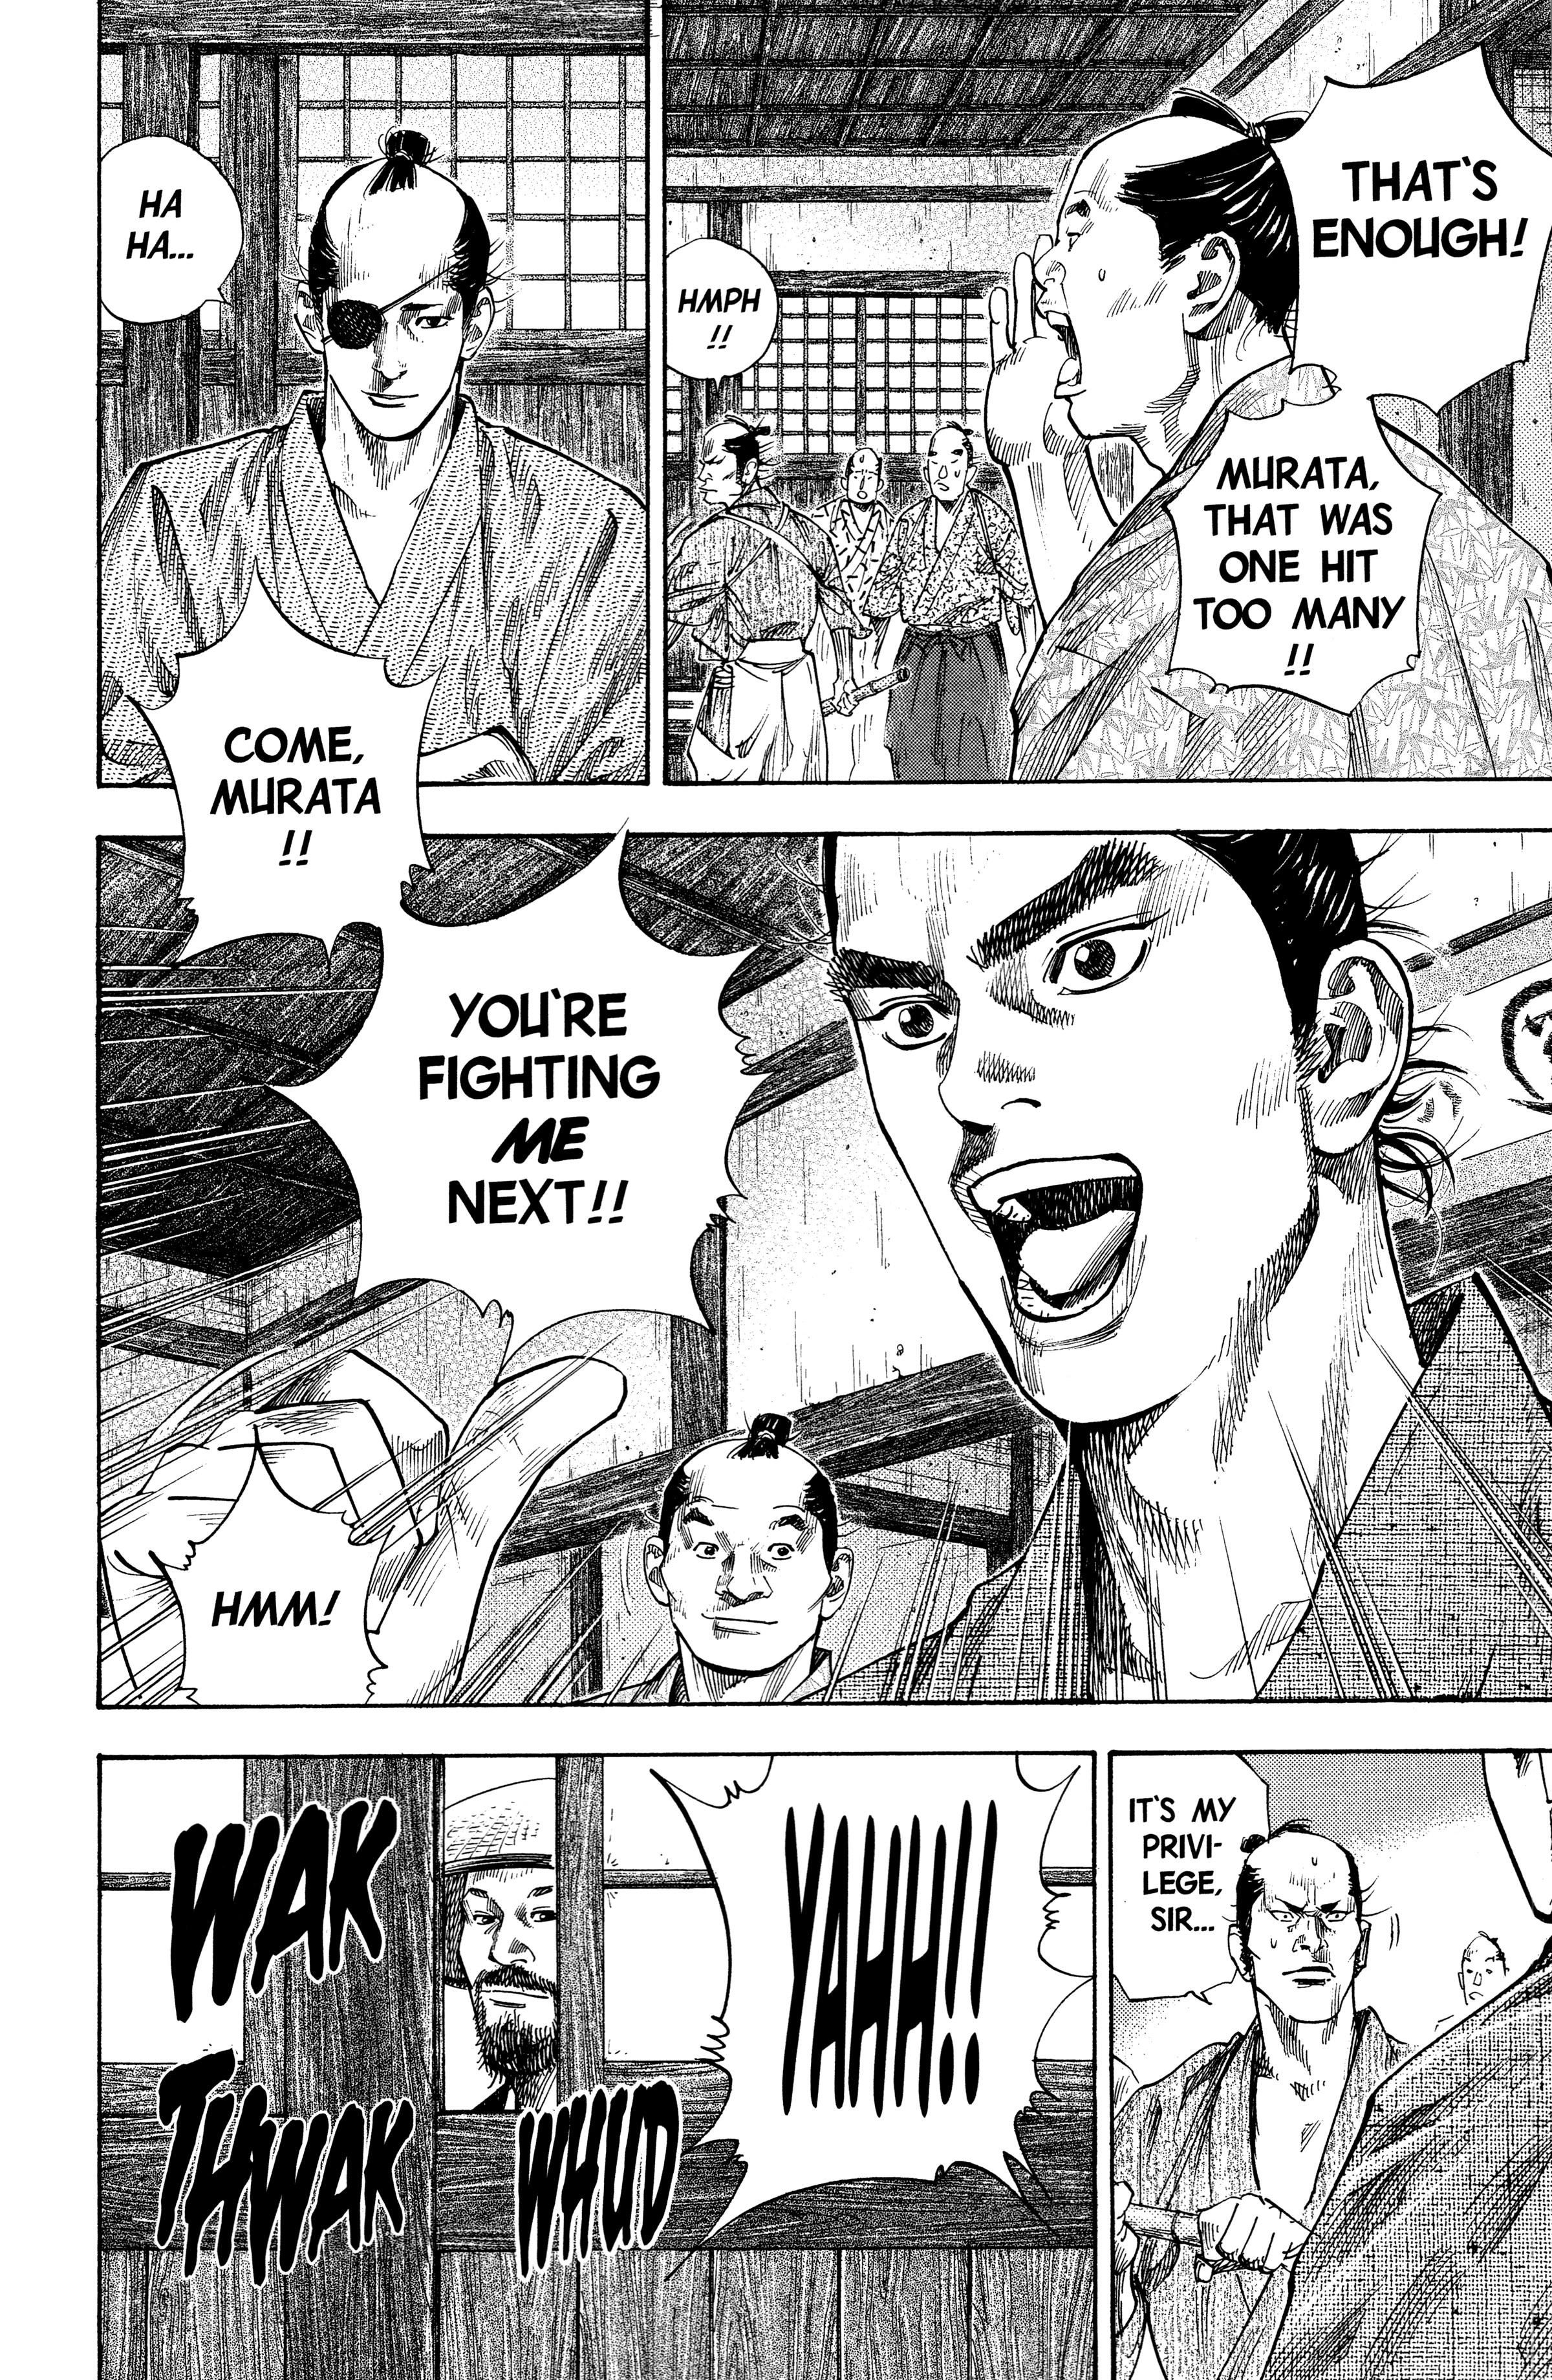 THAT'S
ENOUGH!
MURATA,
THAT WAS
ONE HIT
TOO MANY
!!
HMPH
!!
HA
HA...
COME,
MURATA
!!
YOU'RE
FIGHTING
ME
NEXT!!
HMM!
IT'S MY
PRIVI-
LEGE,
SIR...
YAHH!!
WAK
THWAK
WHUD